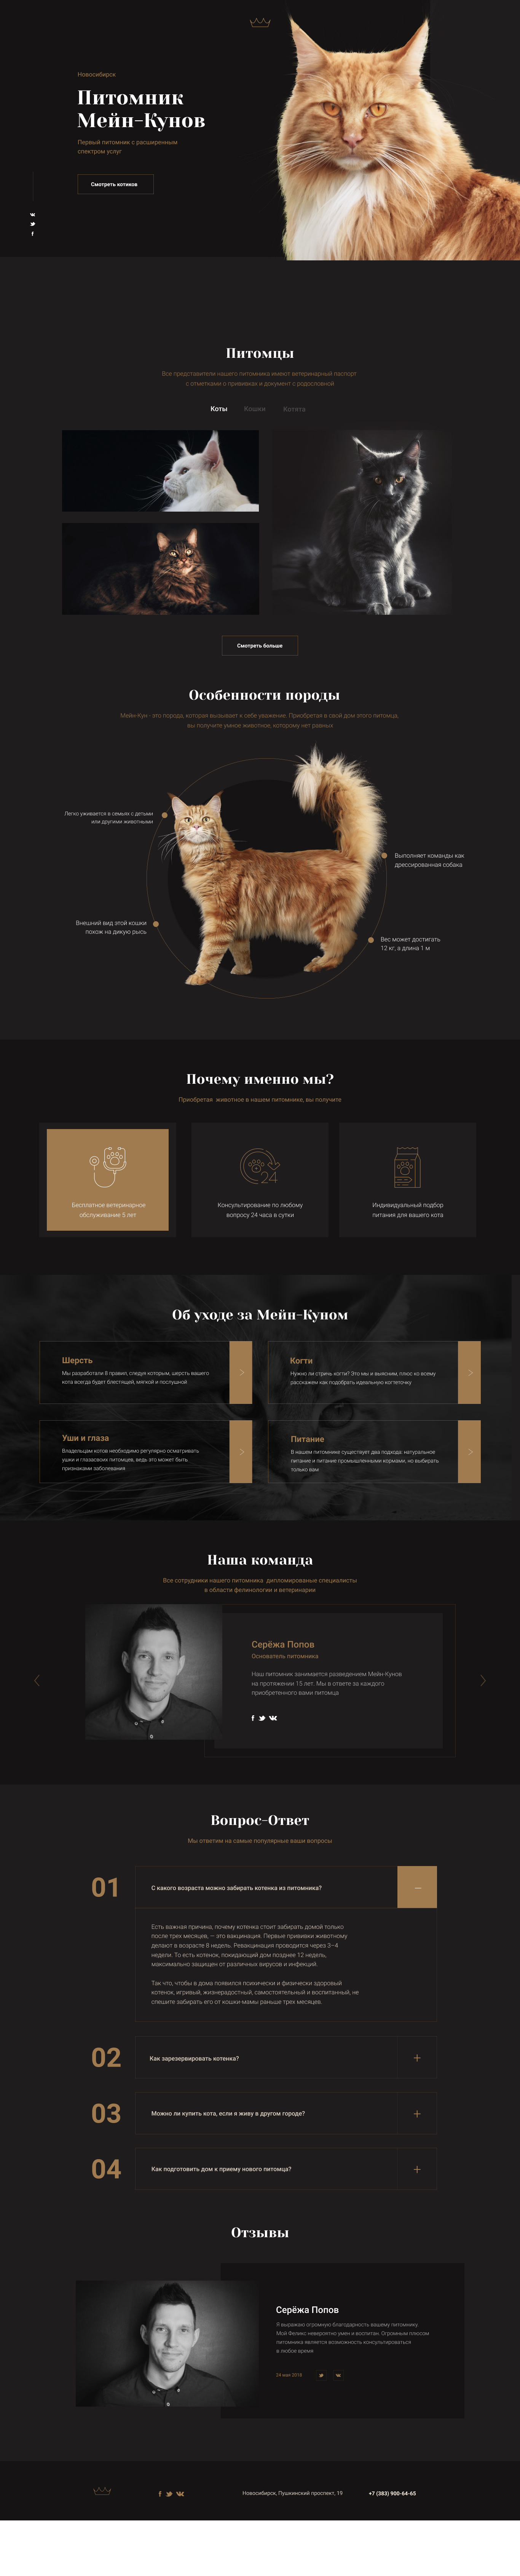 Новосибирск
Питомник
Мейн-Кунов
Первый питомник с расширенным
спектром услуг
Смотреть котиков
Питомцы
Все представители нашего питомника имеют ветеринарный паспорт
с отметками о прививках и документ с родословной
Коты Кошки Котята
Смотреть больше
Особенности породы
Мейн-Кун - это порода, которая вызывает к себе уважение. Приобретая в свой дом этого питомца,
вы получите умное животное, которому нет равных
Легко уживается в семьях с детьми
или другими животными
Выполняет команды как
дрессированная собака
Внешний вид этой кошки
похож на дикую рысь
Вес может достигать
12 кг, а длина 1 м
Почему именно мы?
Приобретая животное в нашем питомнике, вы получите
Бесплатное ветеринарное
обслуживание 5 лет
24
Консультирование по любому
вопросу 24 часа в сутки
Индивидуальный подбор
питания для вашего кота
Об уходе за Мейн-Куном
Шерсть
Мы разработали 8 правил, следуя которым, шерсть вашего
кота всегда будет блестящей, мягкой и послушной
Когти
Нужно ли стричь когти? Это мы и выясним, плюс ко всему
расскажем как подобрать идеальную когтеточку
Уши и глаза
Владельцам котов необходимо регулярно осматривать
ушки и глазасвоих питомцев, ведь это может быть
признаками заболевания
Питание
В нашем питомнике существует два подхода: натуральное
питание и питание промышленными кормами, но выбирать
только вам
Наша команда
Все сотрудники нашего питомника дипломированые специалисты
в области фелинологии и ветеринарии
Серёжа Попов
Основатель питомника
Наш питомник занимается разведением Мейн-Кунов
на протяжении 15 лет. Мы в ответе за каждого
приобретенного вами питомца
Вопрос-Ответ
Мы ответим на самые популярные ваши вопросы
01
С какого возраста можно забирать котенка из питомника?
Есть важная причина, почему котенка стоит забирать домой только
после трех месяцев, — это вакцинация. Первые прививки животному
делают в возрасте 8 недель. Ревакцинация проводится через 3–4
недели. То есть котенок, покидающий дом позднее 12 недель,
максимально защищен от различных вирусов и инфекций.
Так что, чтобы в дома появился психически и физически здоровый
котенок, игривый, жизнерадостный, самостоятельный и воспитанный, не
спешите забирать его от кошки-мамы раньше трех месяцев.
02
Как зарезервировать котенка?
03
Можно ли купить кота, если я живу в другом городе?
04
Как подготовить дом к приему нового питомца?
Отзывы
Серёжа Попов
Я выражаю огромную благодарность вашему питомнику.
Мой Феликс невероятно умен и воспитан. Огромным плюсом
питомника является возможность консультироваться
в любое время
24 мая 2018
Новосибирск, Пушкинский проспект, 19
+7 (383) 900-64-65